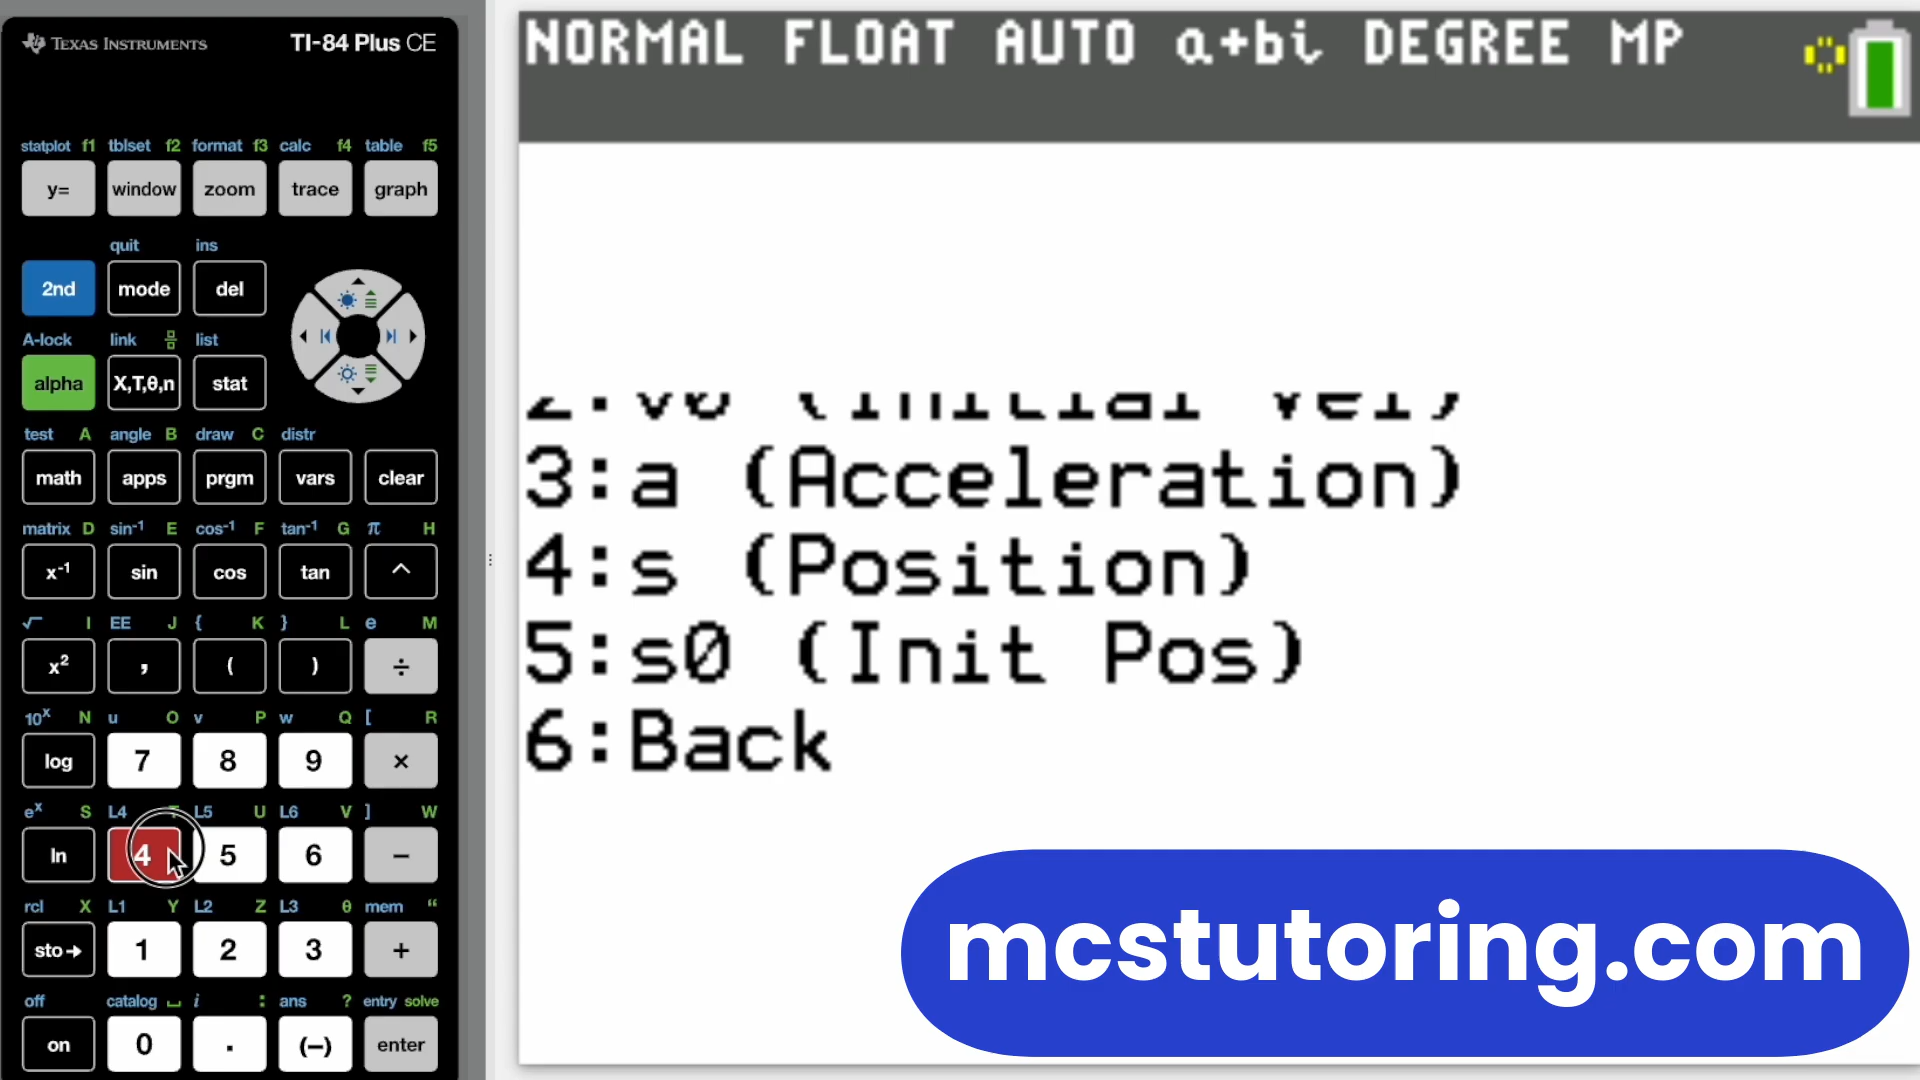 TEXAS INSTRUMENTS TI-84 Plus CE
statplot f1 tblset f2 format f3 calc f4 table f5
y= window zoom trace graph
quit ins
2nd mode del
A-lock link list
alpha X,T,θ,n stat
test A angle B draw C distr
math apps prgm vars clear
matrix D sin⁻¹ E cos⁻¹ F tan⁻¹ G π H
x⁻¹ sin cos tan ^
√ I EE J { K } L e M
x² , ( ) ÷
10ˣ N u O v P w Q [ R
log 7 8 9 ×
eˣ S L4 T L5 U L6 V ] W
ln 4 5 6 −
rcl X L1 Y L2 Z L3 θ mem “
sto→ 1 2 3 +
off catalog ⎵ i : ans ? entry solve
on 0 . (−) enter
NORMAL FLOAT AUTO a+bi DEGREE MP
2:v0 (Initial Vel)
3:a (Acceleration)
4:s (Position)
5:s0 (Init Pos)
6:Back
mcstutoring.com